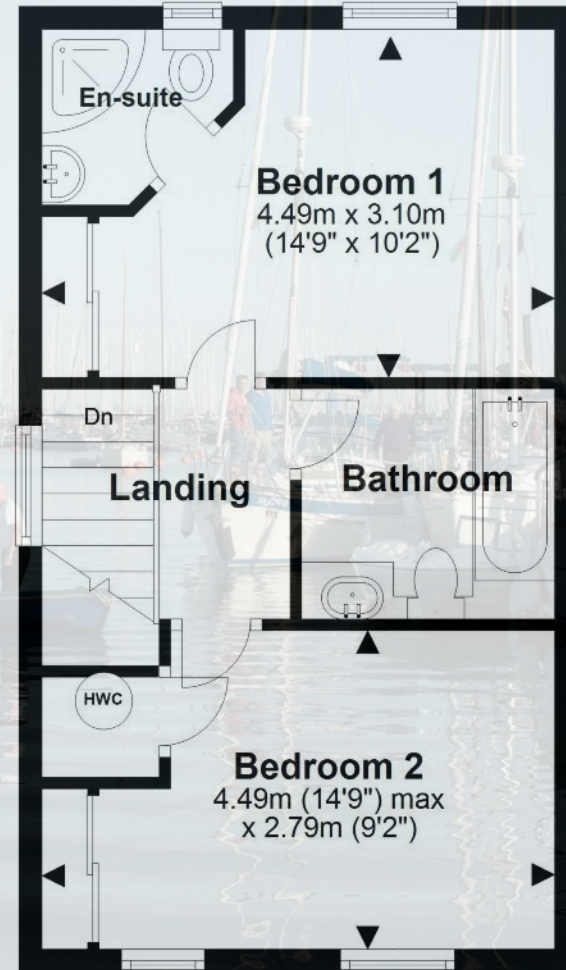 En-suite
Bedroom 1
4.49m x 3.10m
(14'9" x 10'2")
Dn
Landing
Bathroom
HWC
Bedroom 2
4.49m (14'9") max
x 2.79m (9'2")